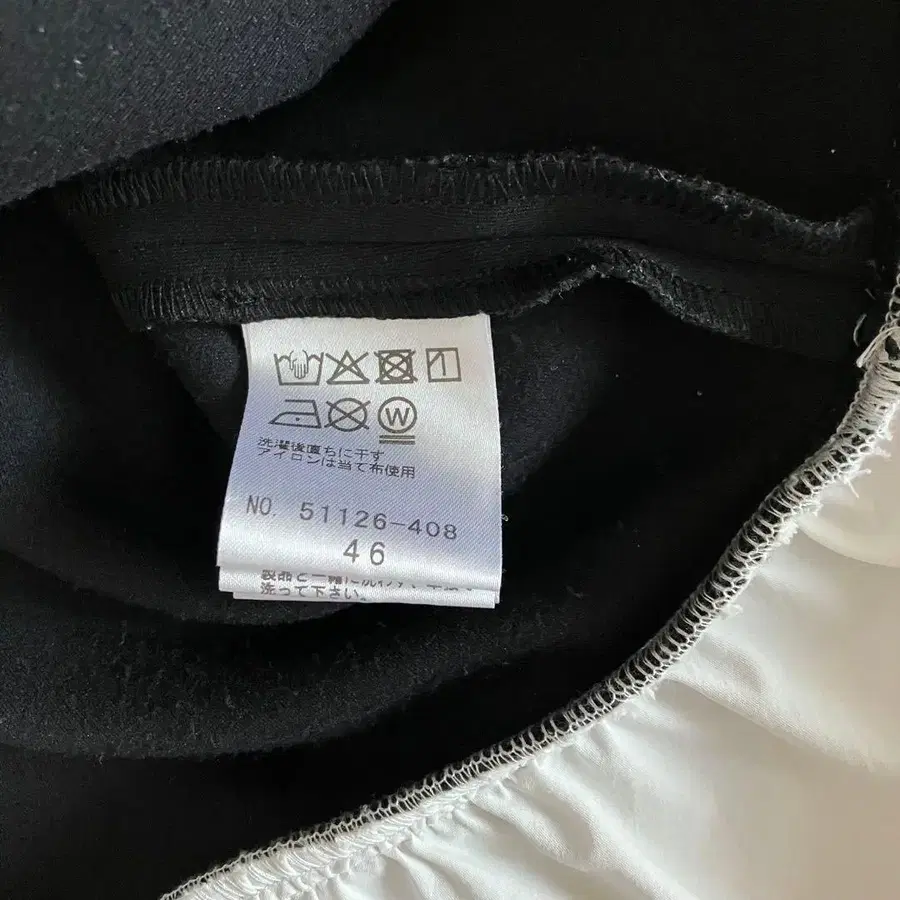 W
洗濯後直ちに干す
アイロンは当て布使用
NO. 51126-408
46
洗って下さい。